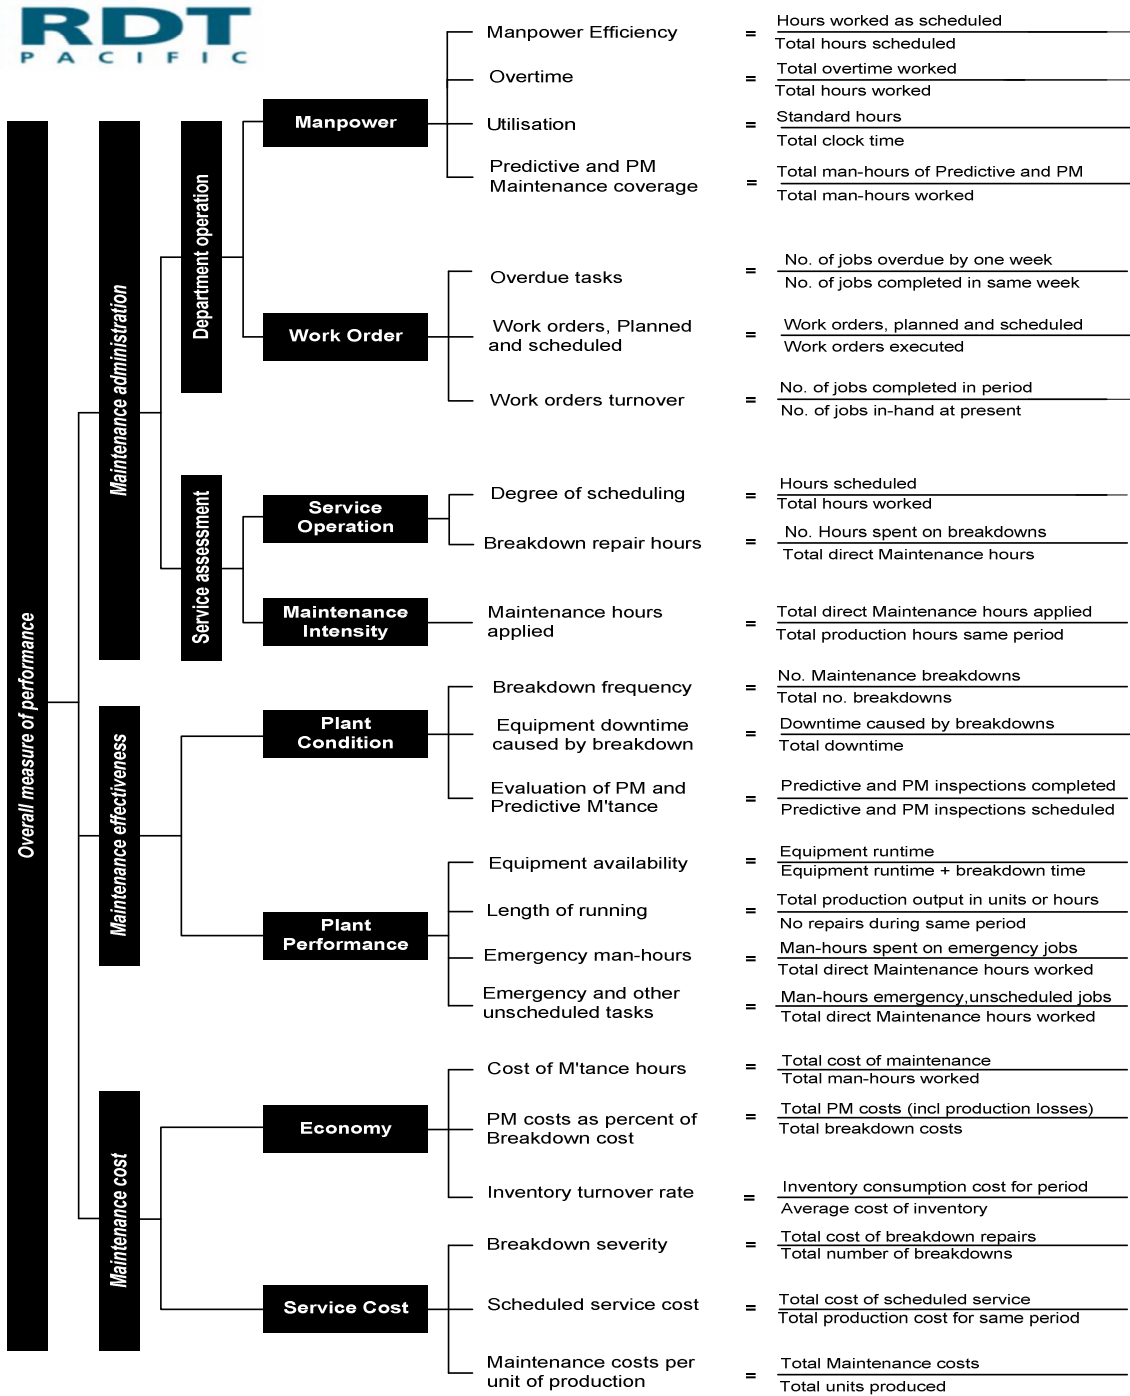 RDT
PACIFIC
Overall measure of performance
Maintenance administration
Department operation
Manpower
Manpower Efficiency
=
Hours worked as scheduled
Total hours scheduled
Overtime
=
Total overtime worked
Total hours worked
Utilisation
=
Standard hours
Total clock time
Predictive and PM
Maintenance coverage
=
Total man-hours of Predictive and PM
Total man-hours worked
Work Order
Overdue tasks
=
No. of jobs overdue by one week
No. of jobs completed in same week
Work orders, Planned
and scheduled
=
Work orders, planned and scheduled
Work orders executed
Work orders turnover
=
No. of jobs completed in period
No. of jobs in-hand at present
Service assessment
Service
Operation
Degree of scheduling
=
Hours scheduled
Total hours worked
Breakdown repair hours
=
No. Hours spent on breakdowns
Total direct Maintenance hours
Maintenance
Intensity
Maintenance hours
applied
=
Total direct Maintenance hours applied
Total production hours same period
Maintenance effectiveness
Plant
Condition
Breakdown frequency
=
No. Maintenance breakdowns
Total no. breakdowns
Equipment downtime
caused by breakdown
=
Downtime caused by breakdowns
Total downtime
Evaluation of PM and
Predictive M'tance
=
Predictive and PM inspections completed
Predictive and PM inspections scheduled
Plant
Performance
Equipment availability
=
Equipment runtime
Equipment runtime + breakdown time
Length of running
=
Total production output in units or hours
No repairs during same period
Emergency man-hours
=
Man-hours spent on emergency jobs
Total direct Maintenance hours worked
Emergency and other
unscheduled tasks
=
Man-hours emergency,unscheduled jobs
Total direct Maintenance hours worked
Maintenance cost
Economy
Cost of M'tance hours
=
Total cost of maintenance
Total man-hours worked
PM costs as percent of
Breakdown cost
=
Total PM costs (incl production losses)
Total breakdown costs
Inventory turnover rate
=
Inventory consumption cost for period
Average cost of inventory
Service Cost
Breakdown severity
=
Total cost of breakdown repairs
Total number of breakdowns
Scheduled service cost
=
Total cost of scheduled service
Total production cost for same period
Maintenance costs per
unit of production
=
Total Maintenance costs
Total units produced